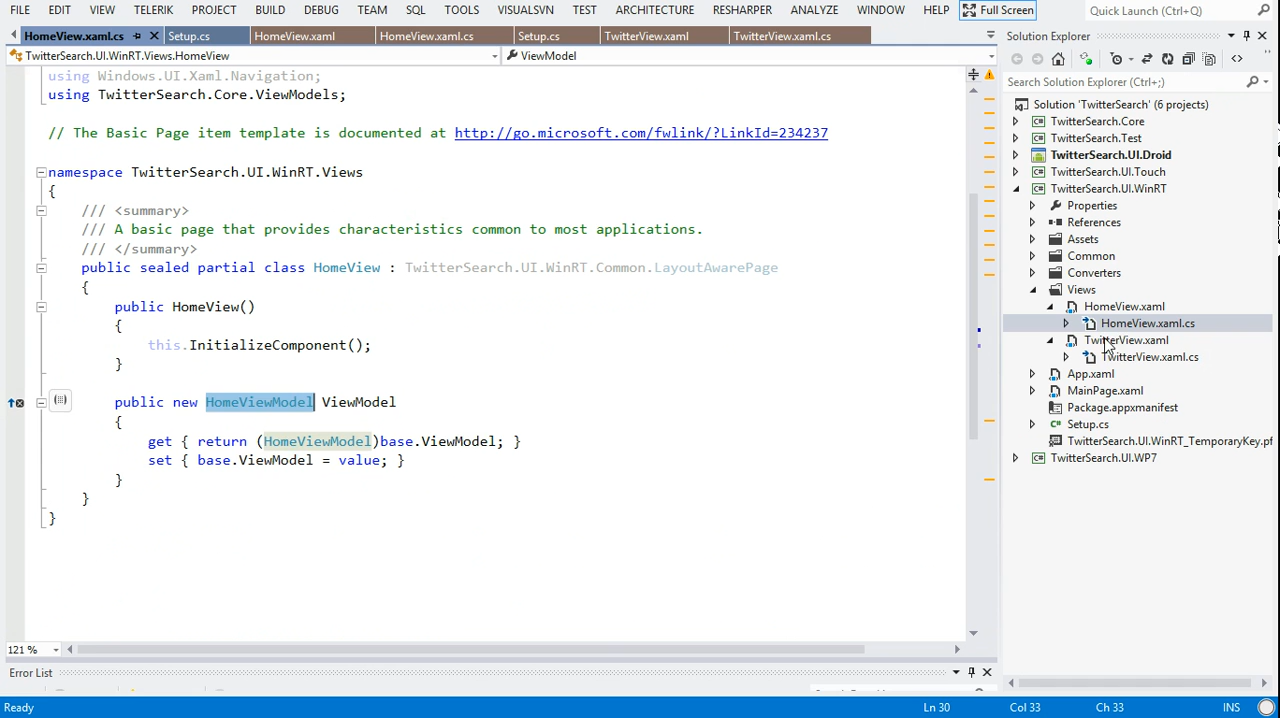 FILE EDIT VIEW TELERIK PROJECT BUILD DEBUG TEAM SQL TOOLS VISUALSVN TEST ARCHITECTURE RESHARPER ANALYZE WINDOW HELP Full Screen Quick Launch (Ctrl+Q)
HomeView.xaml.cs Setup.cs HomeView.xaml HomeView.xaml.cs Setup.cs TwitterView.xaml TwitterView.xaml.cs
TwitterSearch.UI.WinRT.Views.HomeView ViewModel
using Windows.UI.Xaml.Navigation;
using TwitterSearch.Core.ViewModels;
// The Basic Page item template is documented at http://go.microsoft.com/fwlink/?LinkId=234237
namespace TwitterSearch.UI.WinRT.Views
{
/// <summary>
/// A basic page that provides characteristics common to most applications.
/// </summary>
public sealed partial class HomeView : TwitterSearch.UI.WinRT.Common.LayoutAwarePage
{
public HomeView()
{
this.InitializeComponent();
}
public new HomeViewModel ViewModel
{
get { return (HomeViewModel)base.ViewModel; }
set { base.ViewModel = value; }
}
}
}
121 %
Error List
Solution Explorer
Search Solution Explorer (Ctrl+;)
Solution 'TwitterSearch' (6 projects)
TwitterSearch.Core
TwitterSearch.Test
TwitterSearch.UI.Droid
TwitterSearch.UI.Touch
TwitterSearch.UI.WinRT
Properties
References
Assets
Common
Converters
Views
HomeView.xaml
HomeView.xaml.cs
TwitterView.xaml
TwitterView.xaml.cs
App.xaml
MainPage.xaml
Package.appxmanifest
Setup.cs
TwitterSearch.UI.WinRT_TemporaryKey.pf
TwitterSearch.UI.WP7
Ready Ln 30 Col 33 Ch 33 INS